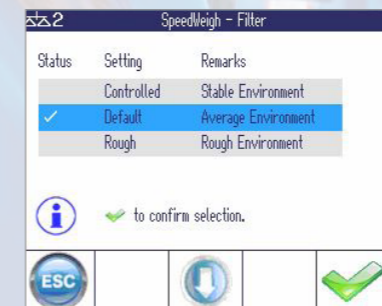 2 SpeedWeigh - Filter
Status Setting Remarks
Controlled Stable Environment
Default Average Environment
Rough Rough Environment
to confirm selection.
ESC